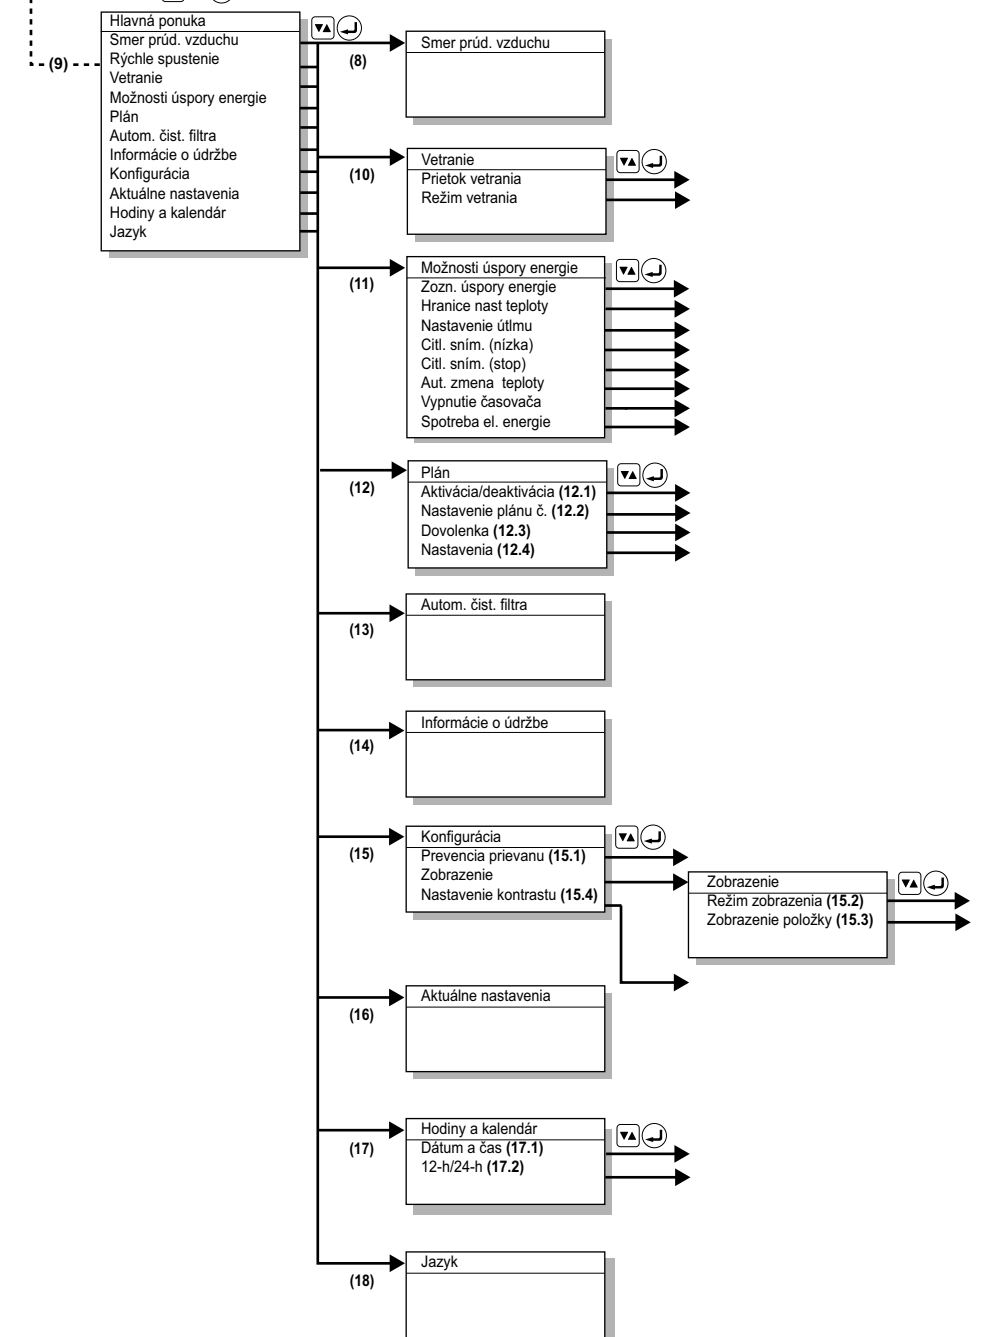 (9)
Hlavná ponuka
Smer prúd. vzduchu
Rýchle spustenie
Vetranie
Možnosti úspory energie
Plán
Autom. čist. filtra
Informácie o údržbe
Konfigurácia
Aktuálne nastavenia
Hodiny a kalendár
Jazyk
(8)
Smer prúd. vzduchu
(10)
Vetranie
Prietok vetrania
Režim vetrania
(11)
Možnosti úspory energie
Zozn. úspory energie
Hranice nast teploty
Nastavenie útlmu
Citl. sním. (nízka)
Citl. sním. (stop)
Aut. zmena teploty
Vypnutie časovača
Spotreba el. energie
(12)
Plán
Aktivácia/deaktivácia (12.1)
Nastavenie plánu č. (12.2)
Dovolenka (12.3)
Nastavenia (12.4)
(13)
Autom. čist. filtra
(14)
Informácie o údržbe
(15)
Konfigurácia
Prevencia prievanu (15.1)
Zobrazenie
Nastavenie kontrastu (15.4)
Zobrazenie
Režim zobrazenia (15.2)
Zobrazenie položky (15.3)
(16)
Aktuálne nastavenia
(17)
Hodiny a kalendár
Dátum a čas (17.1)
12-h/24-h (17.2)
(18)
Jazyk